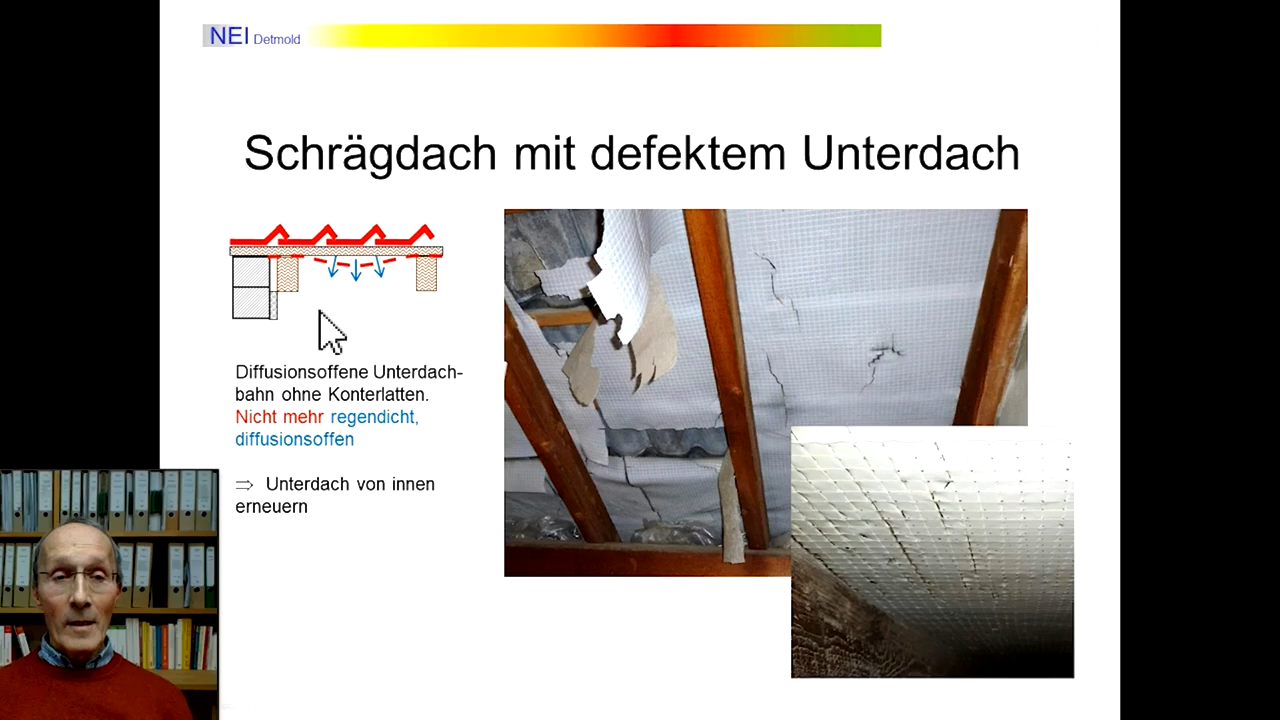 NEI Detmold
Schrägdach mit defektem Unterdach
Diffusionsoffene Unterdach-
bahn ohne Konterlatten.
Nicht mehr regendicht,
diffusionsoffen
⇒ Unterdach von innen
erneuern